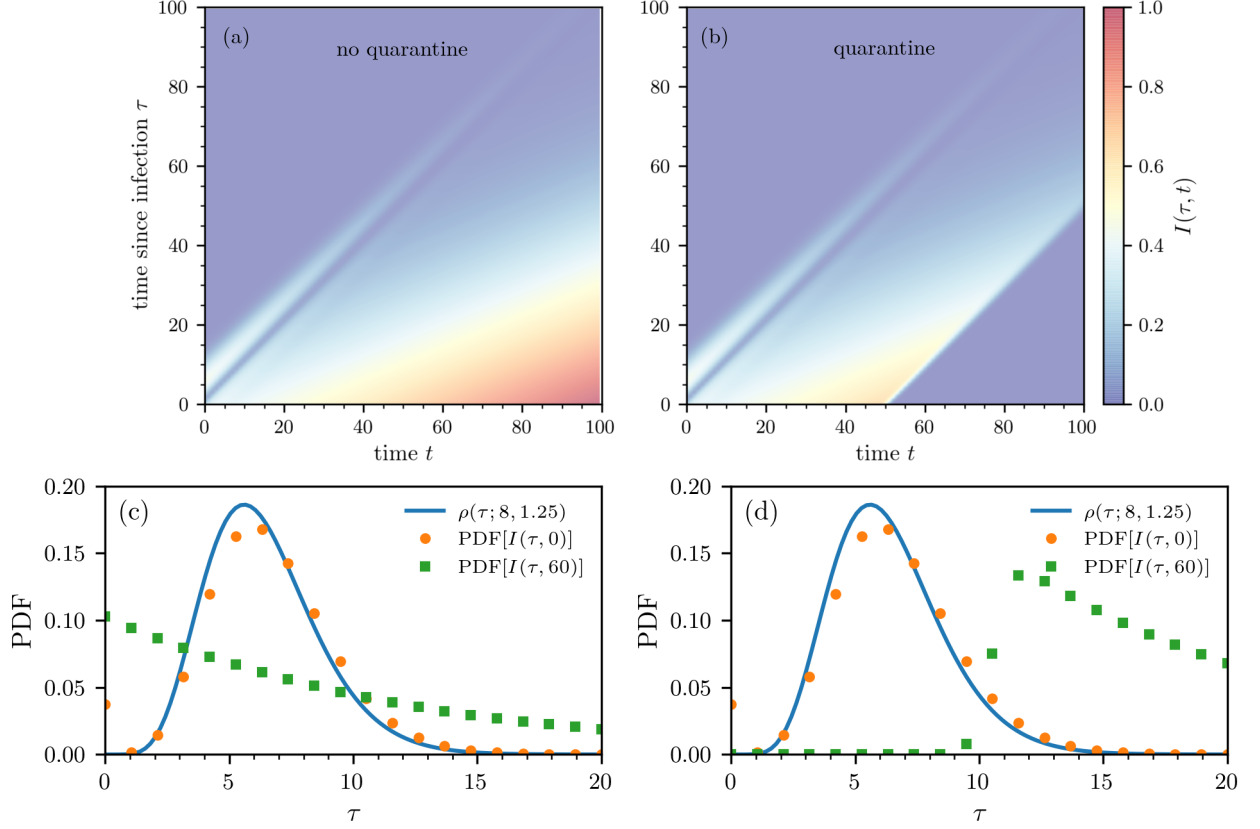 (a)
no quarantine
time since infection τ
100
80
60
40
20
0
0 20 40 60 80 100
time t
(b)
quarantine
100
80
60
40
20
0
0 20 40 60 80 100
time t
1.0
0.8
0.6
0.4
0.2
0.0
I(τ, t)
(c)
ρ(τ; 8, 1.25)
PDF[I(τ, 0)]
PDF[I(τ, 60)]
PDF
0.20
0.15
0.10
0.05
0.00
0 5 10 15 20
τ
(d)
ρ(τ; 8, 1.25)
PDF[I(τ, 0)]
PDF[I(τ, 60)]
PDF
0.20
0.15
0.10
0.05
0.00
0 5 10 15 20
τ